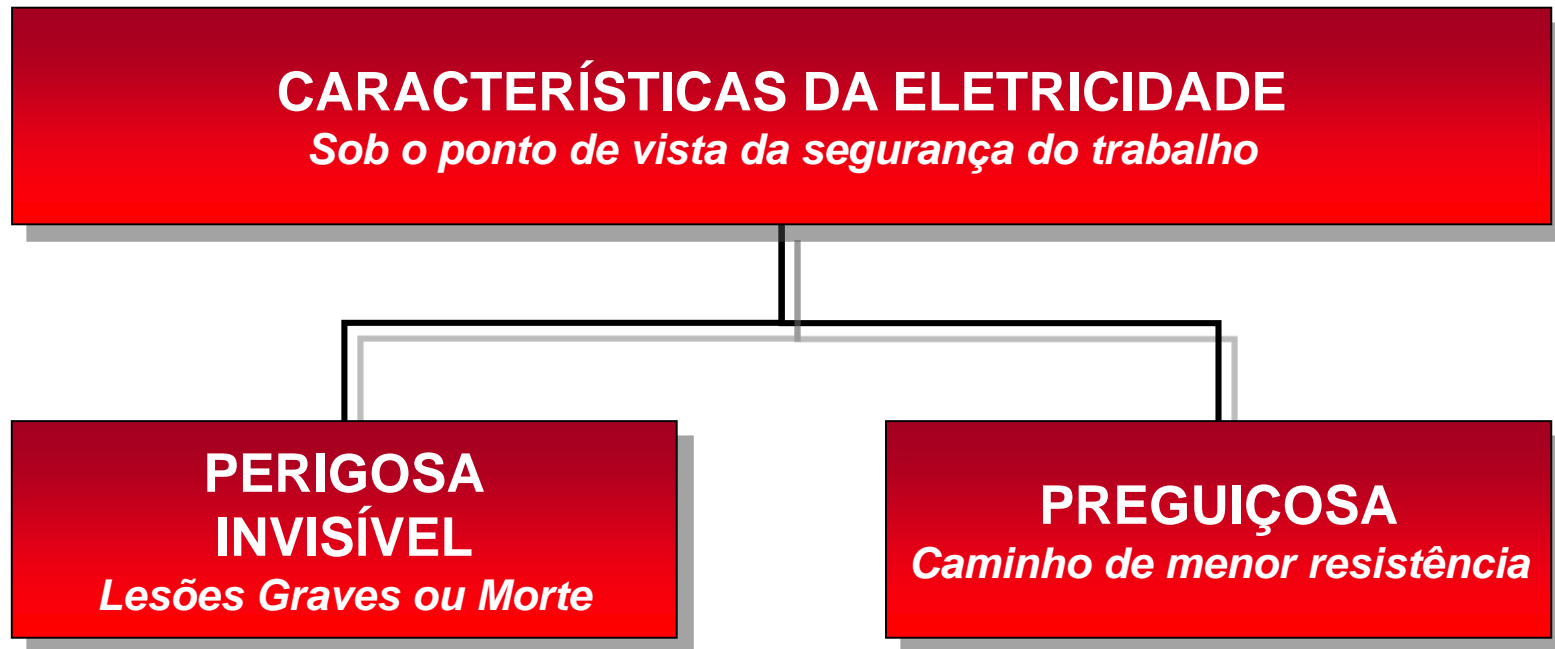 CARACTERÍSTICAS DA ELETRICIDADE
Sob o ponto de vista da segurança do trabalho
PERIGOSA
INVISÍVEL
Lesões Graves ou Morte
PREGUIÇOSA
Caminho de menor resistência